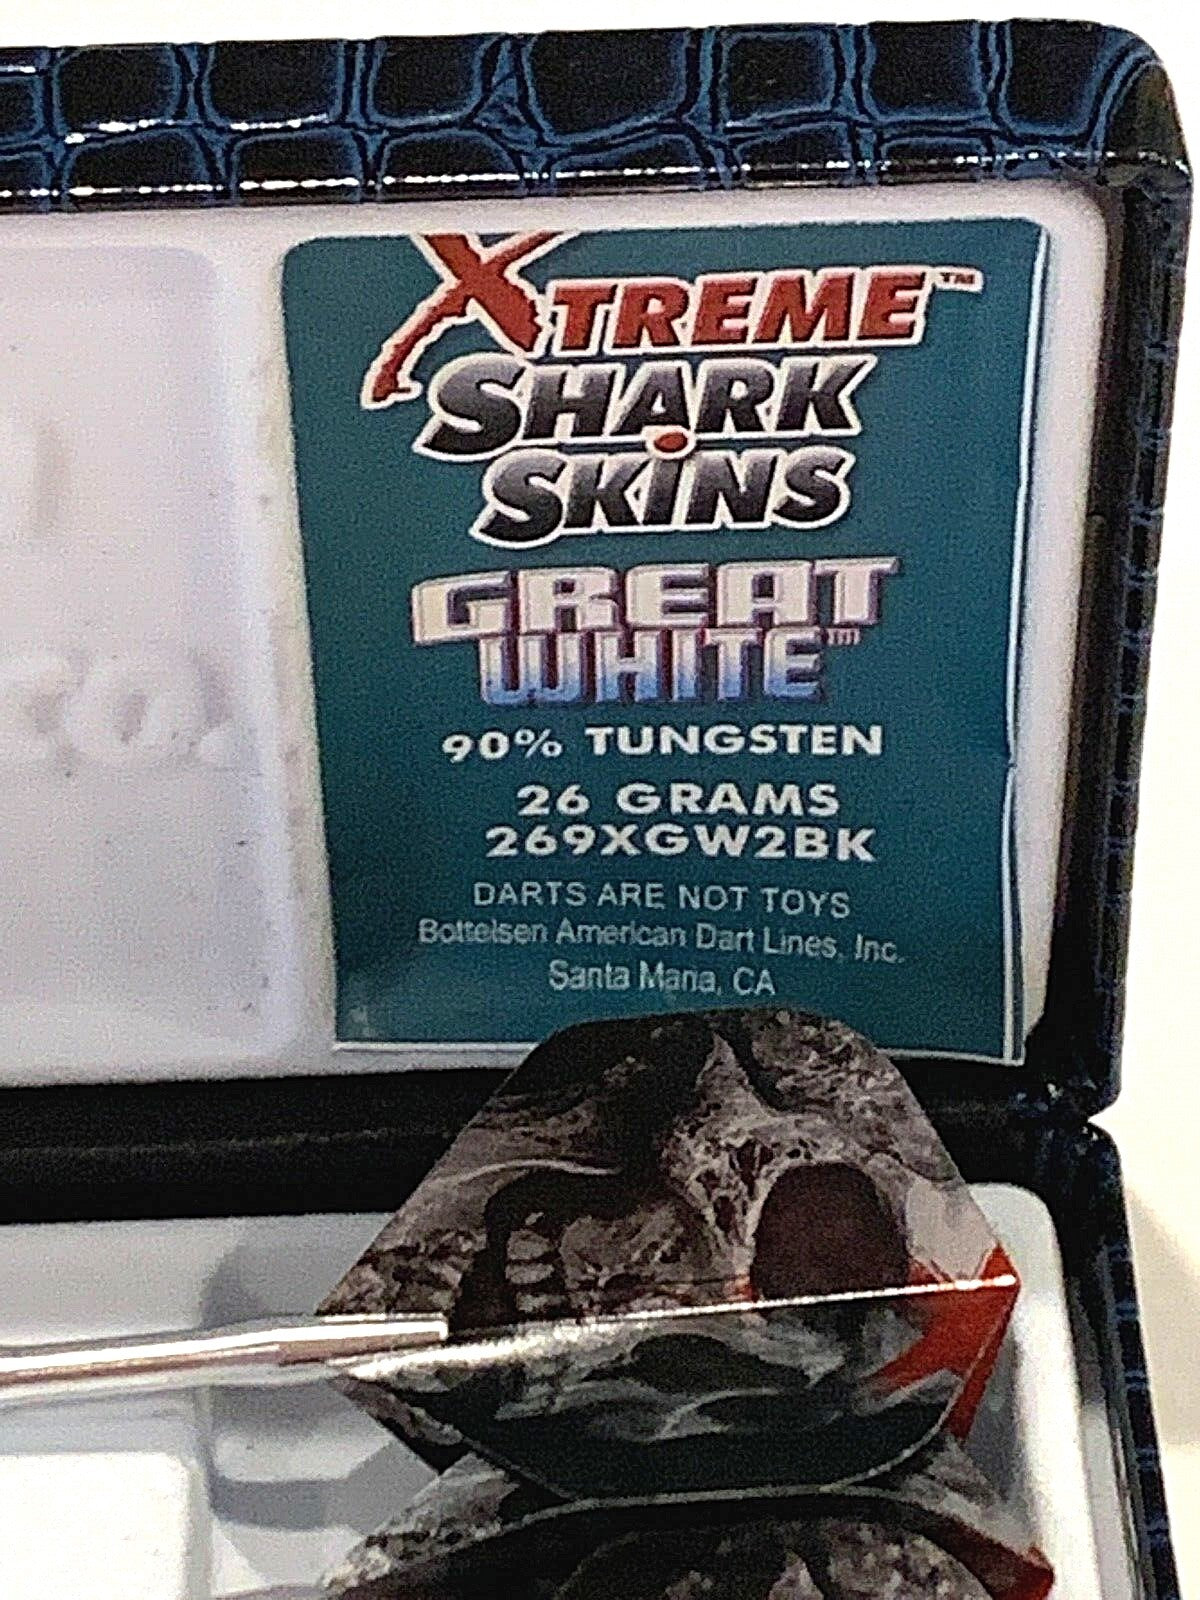 XTREME™
SHARK
SKINS
GREAT
WHITE™
90% TUNGSTEN
26 GRAMS
269XGW2BK
DARTS ARE NOT TOYS
Bottelsen American Dart Lines, Inc.
Santa Maria, CA